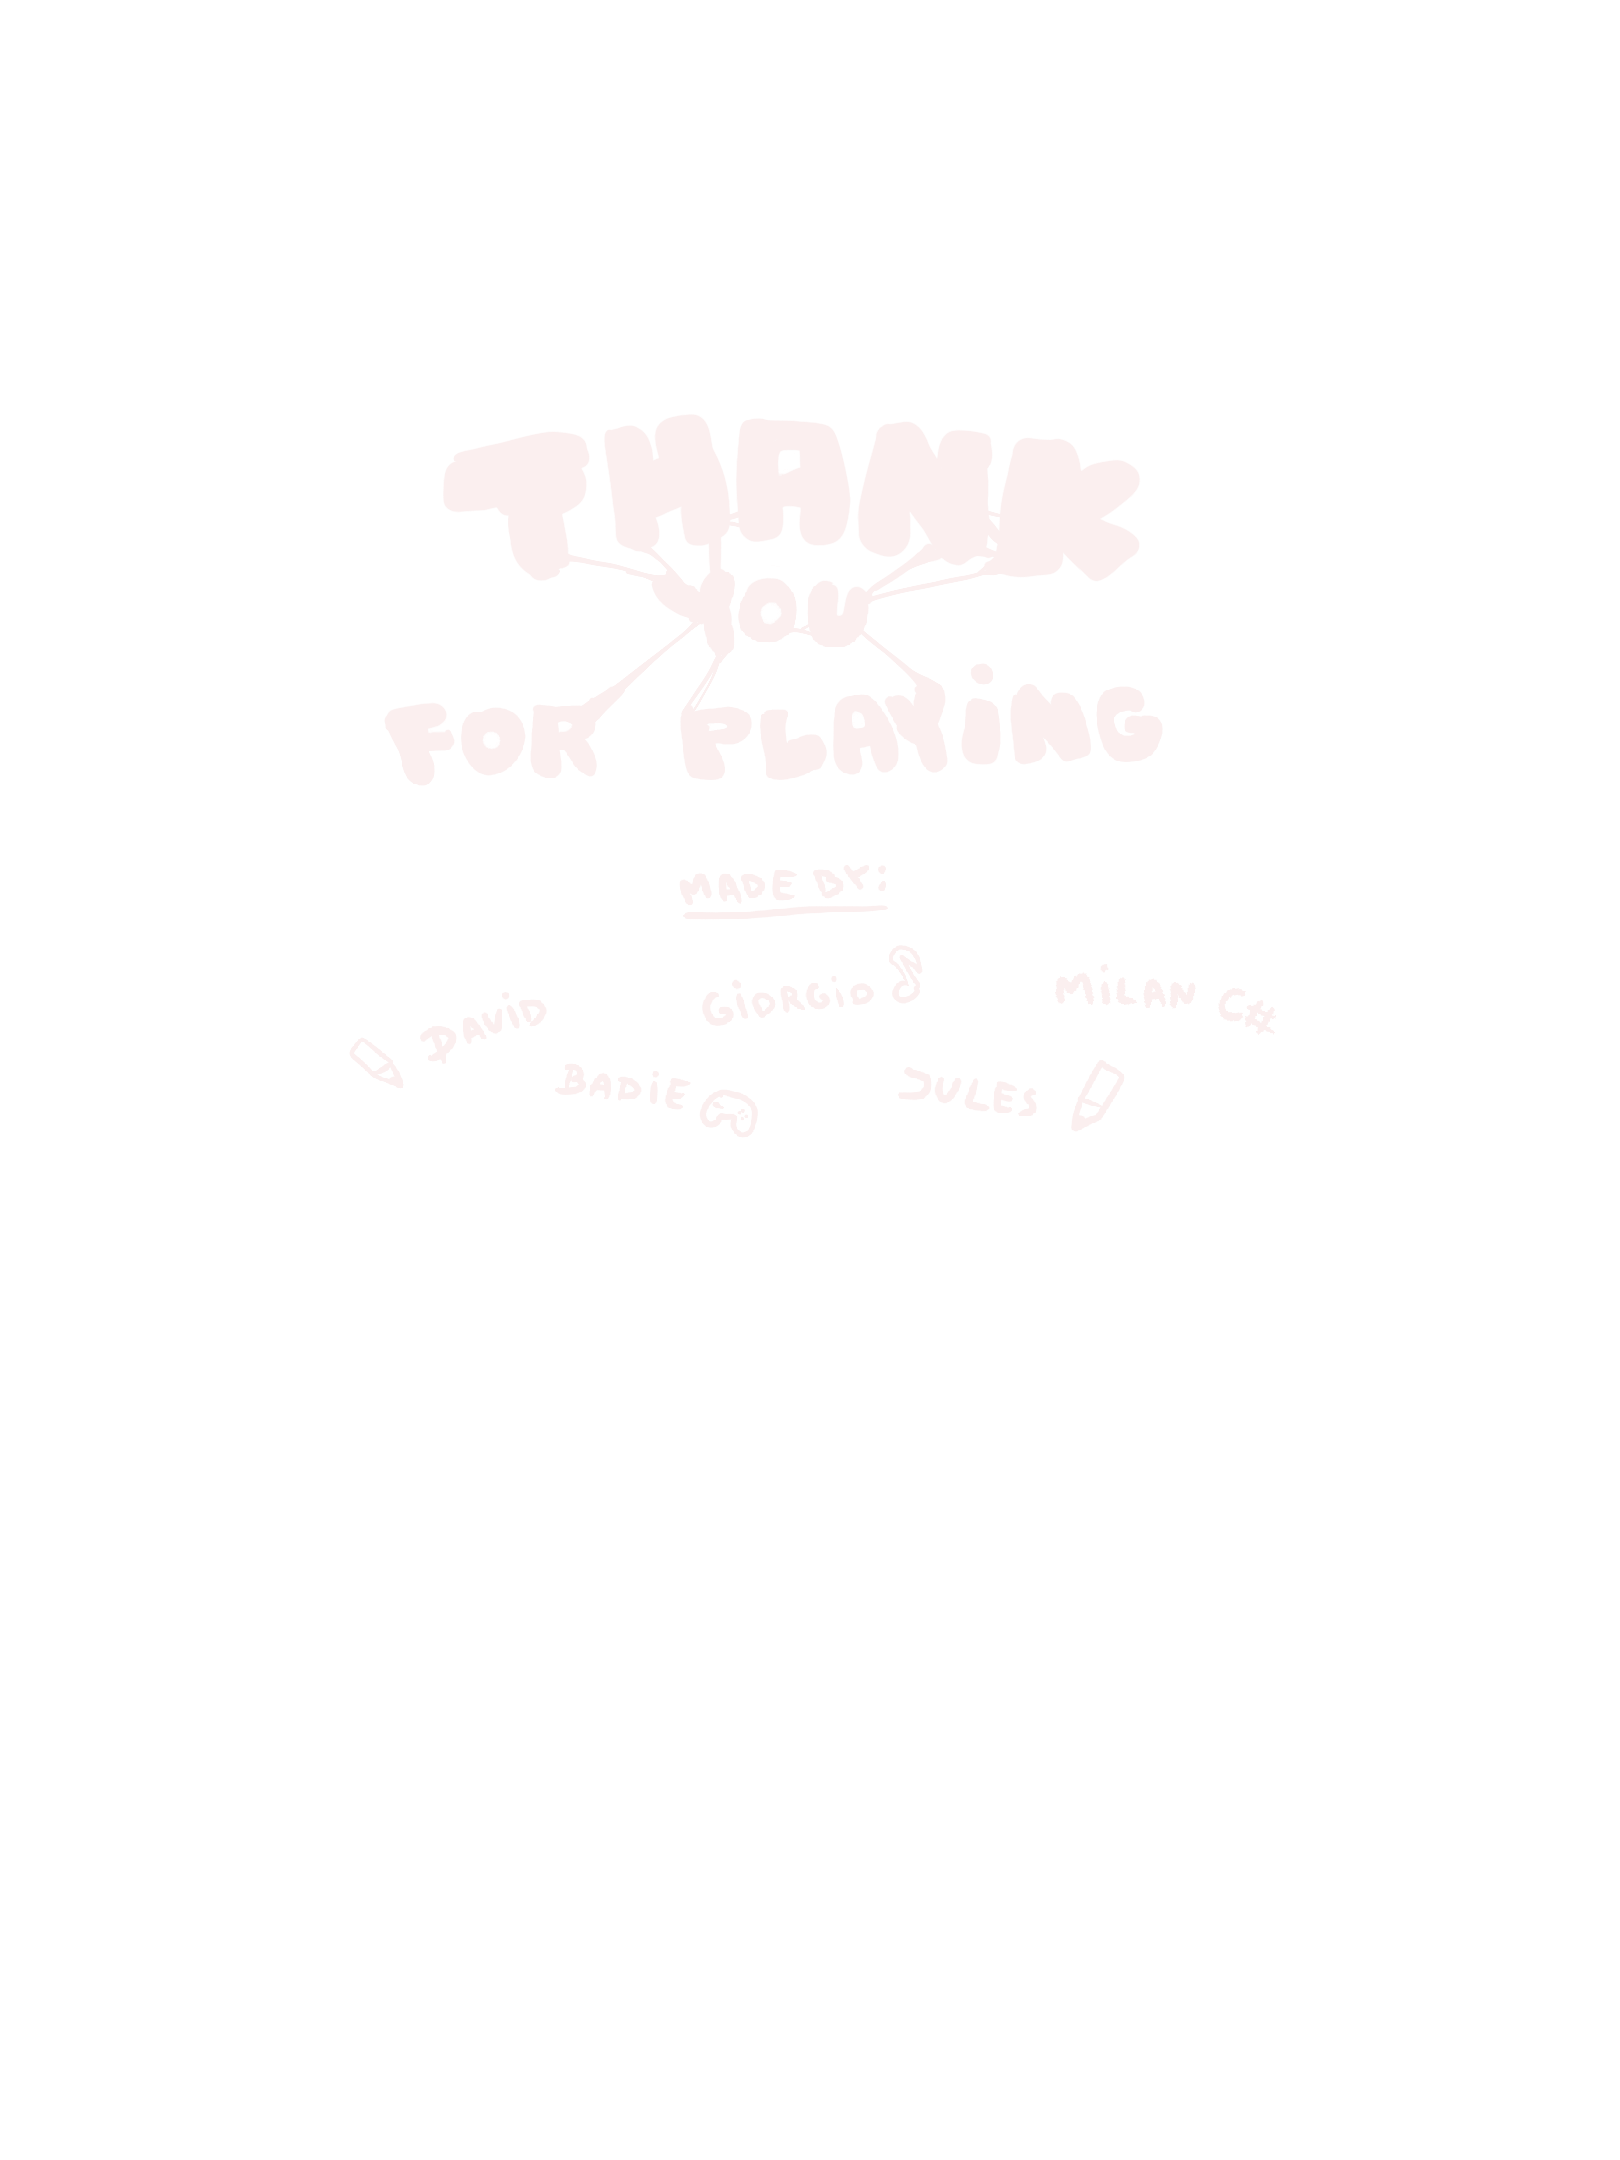 THANK
YOU
FOR PLAYiNG
MADE BY:
DAViD
GiORGiO
MiLAN C#
BADiE
JULES